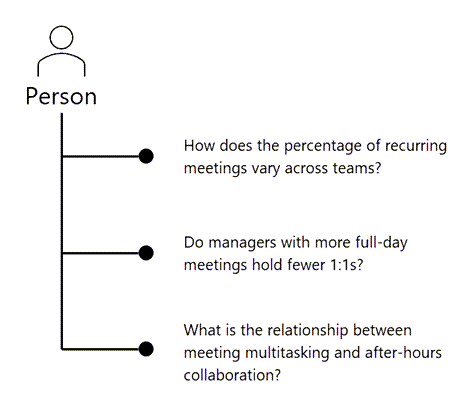 Person
How does the percentage of recurring
meetings vary across teams?
Do managers with more full-day
meetings hold fewer 1:1s?
What is the relationship between
meeting multitasking and after-hours
collaboration?